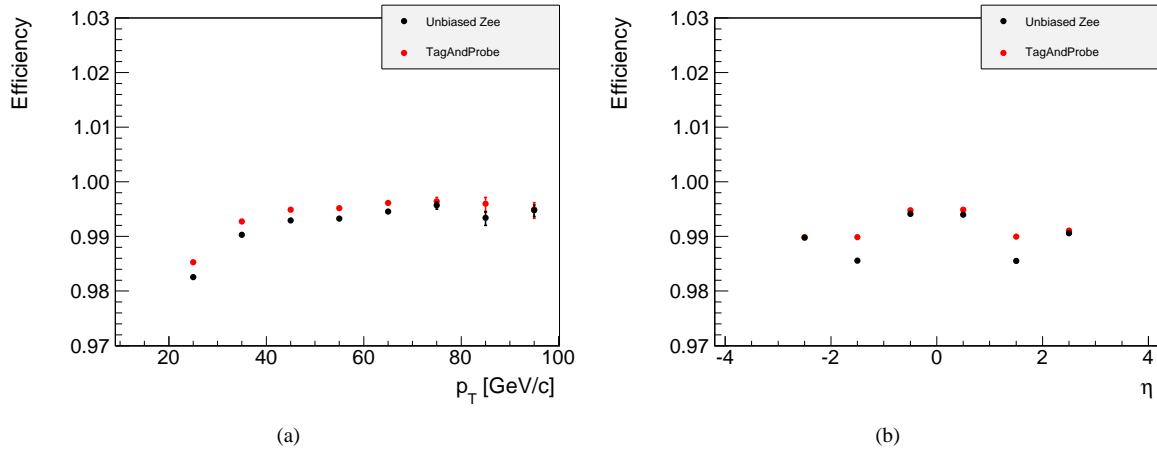 Efficiency
1.03
1.02
1.01
1.00
0.99
0.98
0.97
20 40 60 80 100
p_T [GeV/c]
Unbiased Zee
TagAndProbe
(a)
Efficiency
1.03
1.02
1.01
1.00
0.99
0.98
0.97
-4 -2 0 2 4
η
Unbiased Zee
TagAndProbe
(b)